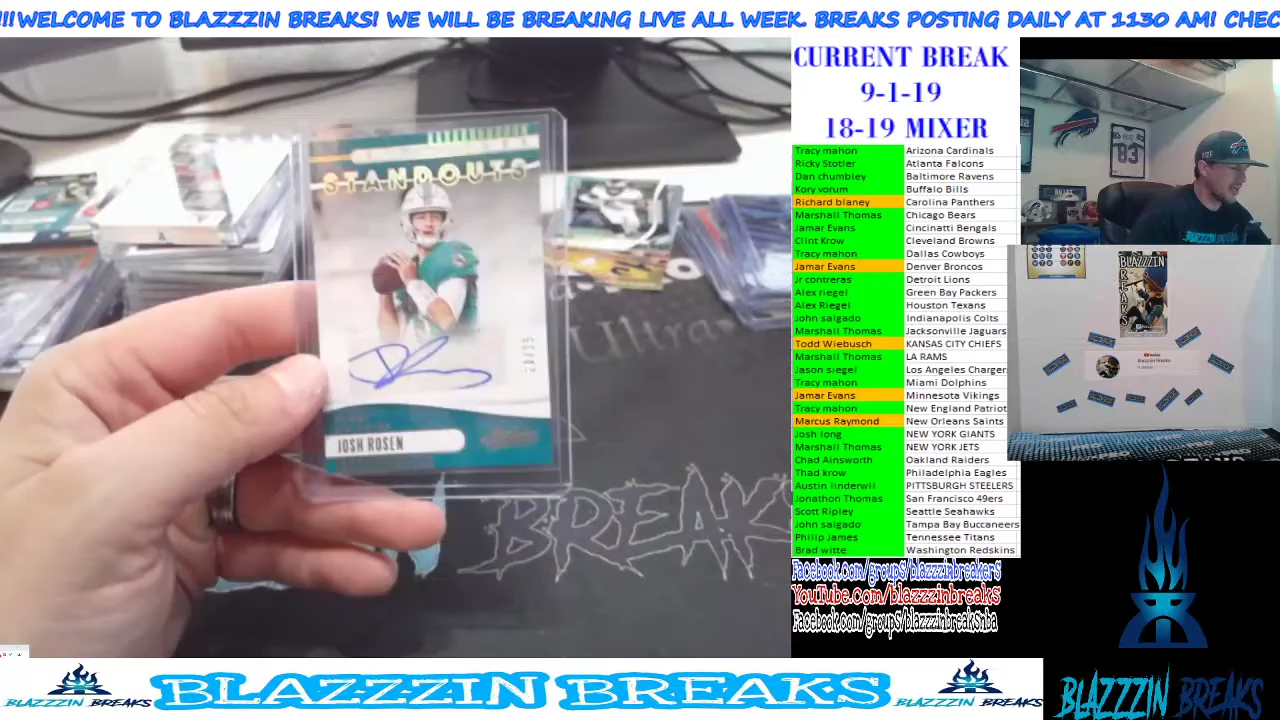 !!!WELCOME TO BLAZZZIN BREAKS! WE WILL BE BREAKING LIVE ALL WEEK. BREAKS POSTING DAILY AT 1130 AM! CHEC
STANDOUTS
JOSH ROSEN
BREAK
CURRENT BREAK
9-1-19
18-19 MIXER
Tracy mahon Arizona Cardinals
Ricky Stotler Atlanta Falcons
Dan chumbley Baltimore Ravens
Kory vorum Buffalo Bills
Richard blaney Carolina Panthers
Marshall Thomas Chicago Bears
Jamar Evans Cincinatti Bengals
Clint Krow Cleveland Browns
Tracy mahon Dallas Cowboys
Jamar Evans Denver Broncos
Jr contreras Detroit Lions
Alex riegel Green Bay Packers
Alex Riegel Houston Texans
John salgado Indianapolis Colts
Marshall Thomas Jacksonville Jaguars
Todd Wiebusch KANSAS CITY CHIEFS
Marshall Thomas LA RAMS
Jason siegel Los Angeles Charger
Tracy mahon Miami Dolphins
Jamar Evans Minnesota Vikings
Tracy mahon New England Patriot
Marcus Raymond New Orleans Saints
Josh long NEW YORK GIANTS
Marshall Thomas NEW YORK JETS
Chad Ainsworth Oakland Raiders
Thad krow Philadelphia Eagles
Austin linderwll PITTSBURGH STEELERS
Jonathon Thomas San Francisco 49ers
Scott Ripley Seattle Seahawks
John salgado Tampa Bay Buccaneers
Philip James Tennessee Titans
Brad witte Washington Redskins
Facebook.com/groups/blazzzinbreakers
YouTube.com/blazzzinbreaks
Facebook.com/groups/blazzzinbreaksnba
83
BLAZZZIN
BREAKS
BLAZZZIN BREAKS
BLAZZZIN BREAKS
BLAZZZIN BREAKS
BLAZZZIN BREAKS